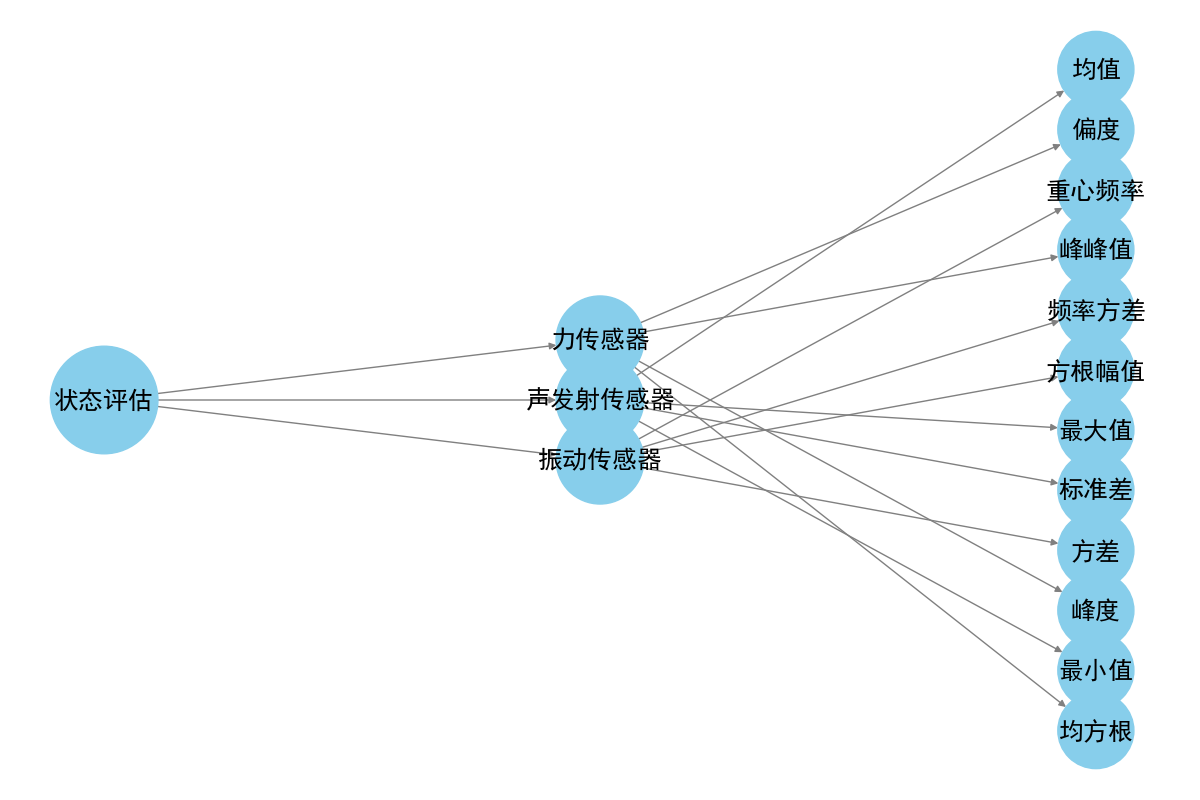 状态评估
力传感器
声发射传感器
振动传感器
均值
偏度
重心频率
峰峰值
频率方差
方根幅值
最大值
标准差
方差
峰度
最小值
均方根